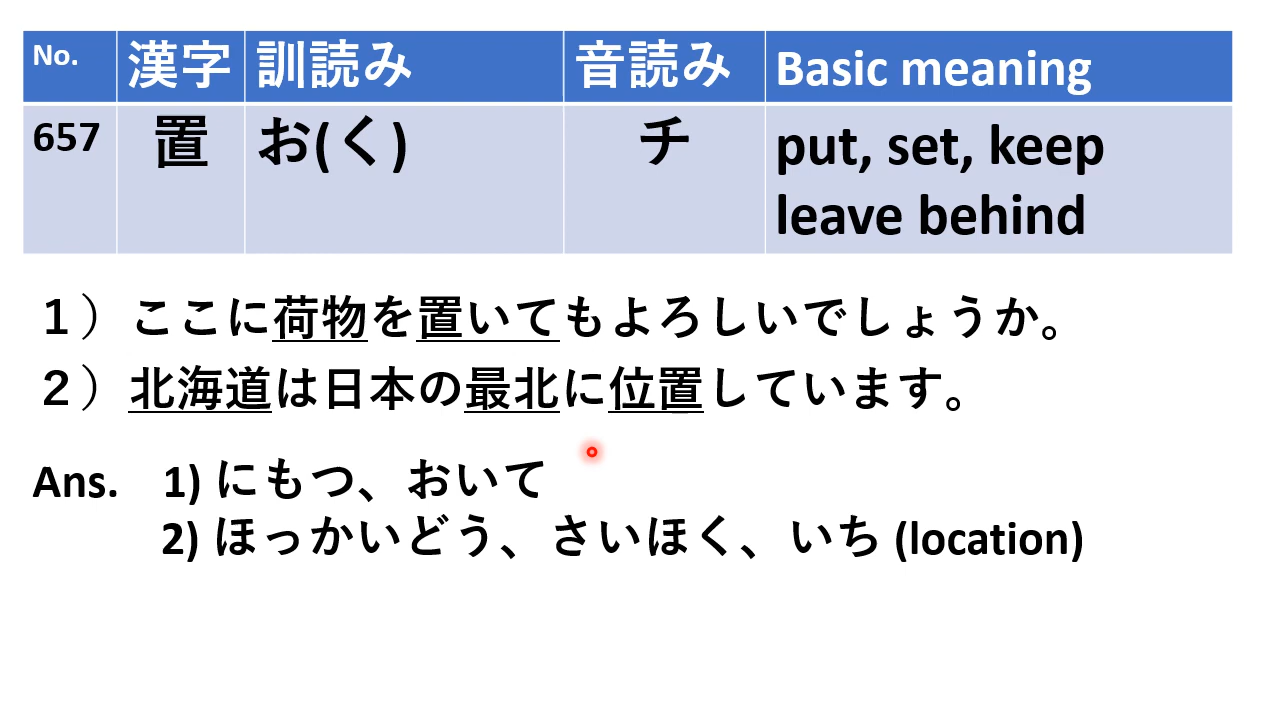 No. 漢字 訓読み 音読み Basic meaning
657 置 お(く) チ put, set, keep
leave behind
１）ここに荷物を置いてもよろしいでしょうか。
２）北海道は日本の最北に位置しています。
Ans. 1) にもつ、おいて
2) ほっかいどう、さいほく、いち (location)